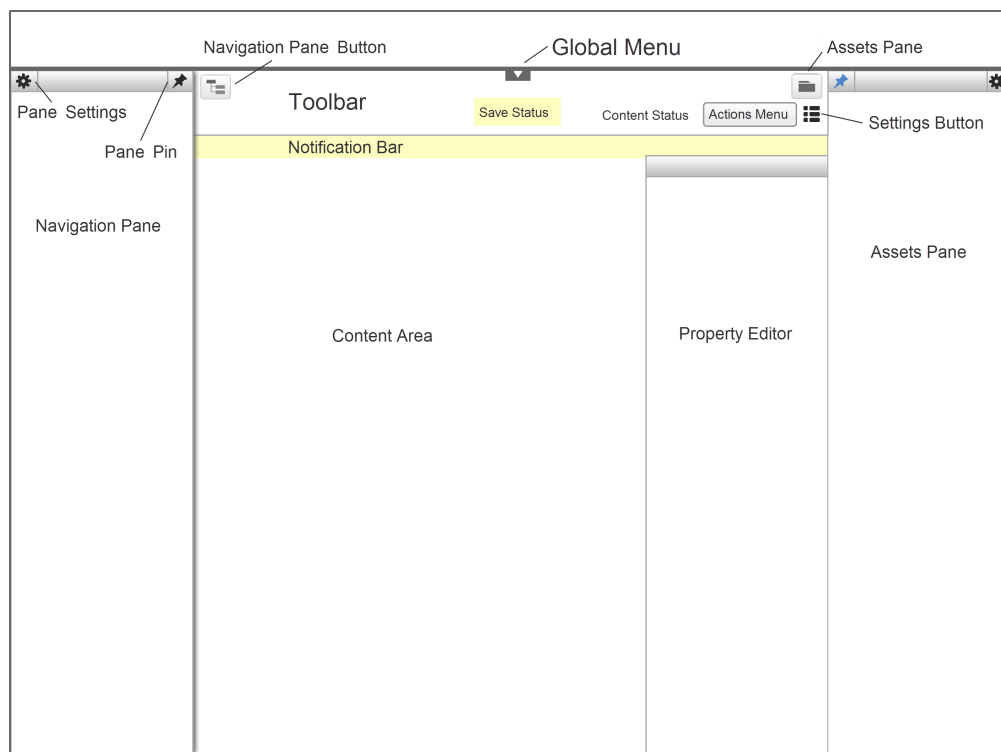 Navigation Pane Button
Global Menu
Assets Pane
Pane Settings
Toolbar
Save Status
Content Status
Actions Menu
Settings Button
Pane Pin
Notification Bar
Navigation Pane
Assets Pane
Content Area
Property Editor